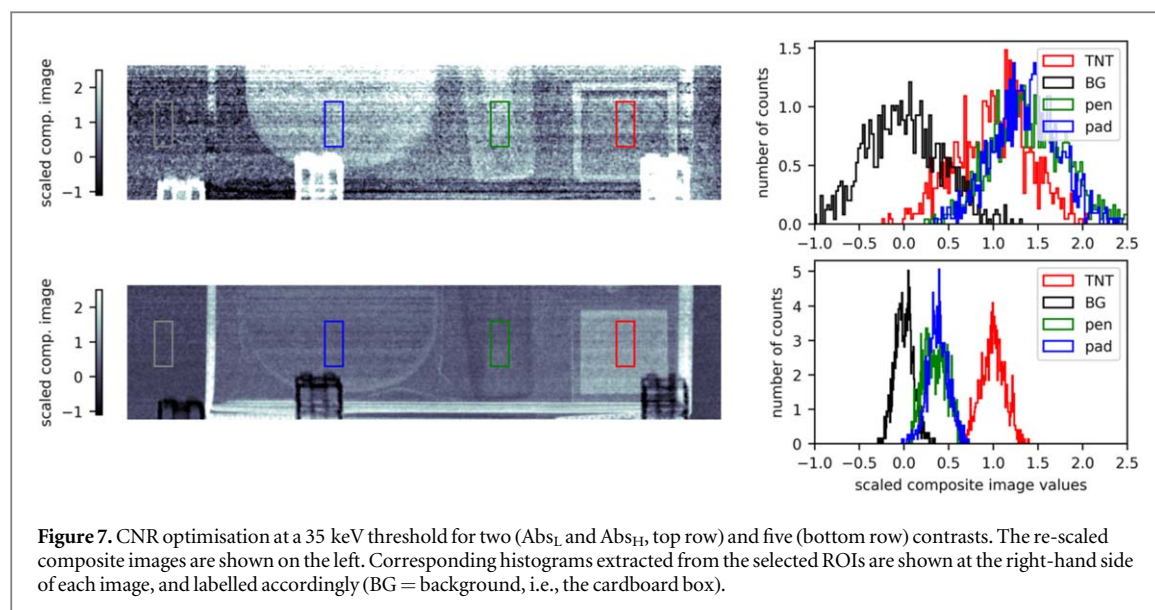 scaled comp. image
2
1
0
−1
number of counts
1.5
1.0
0.5
0.0
TNT
BG
pen
pad
-1.0 -0.5 0.0 0.5 1.0 1.5 2.0 2.5
scaled comp. image
2
1
0
−1
number of counts
5
4
3
2
1
0
TNT
BG
pen
pad
-1.0 -0.5 0.0 0.5 1.0 1.5 2.0 2.5
scaled composite image values
Figure 7. CNR optimisation at a 35 keV threshold for two (AbsL and AbsH, top row) and five (bottom row) contrasts. The re-scaled
composite images are shown on the left. Corresponding histograms extracted from the selected ROIs are shown at the right-hand side
of each image, and labelled accordingly (BG = background, i.e., the cardboard box).